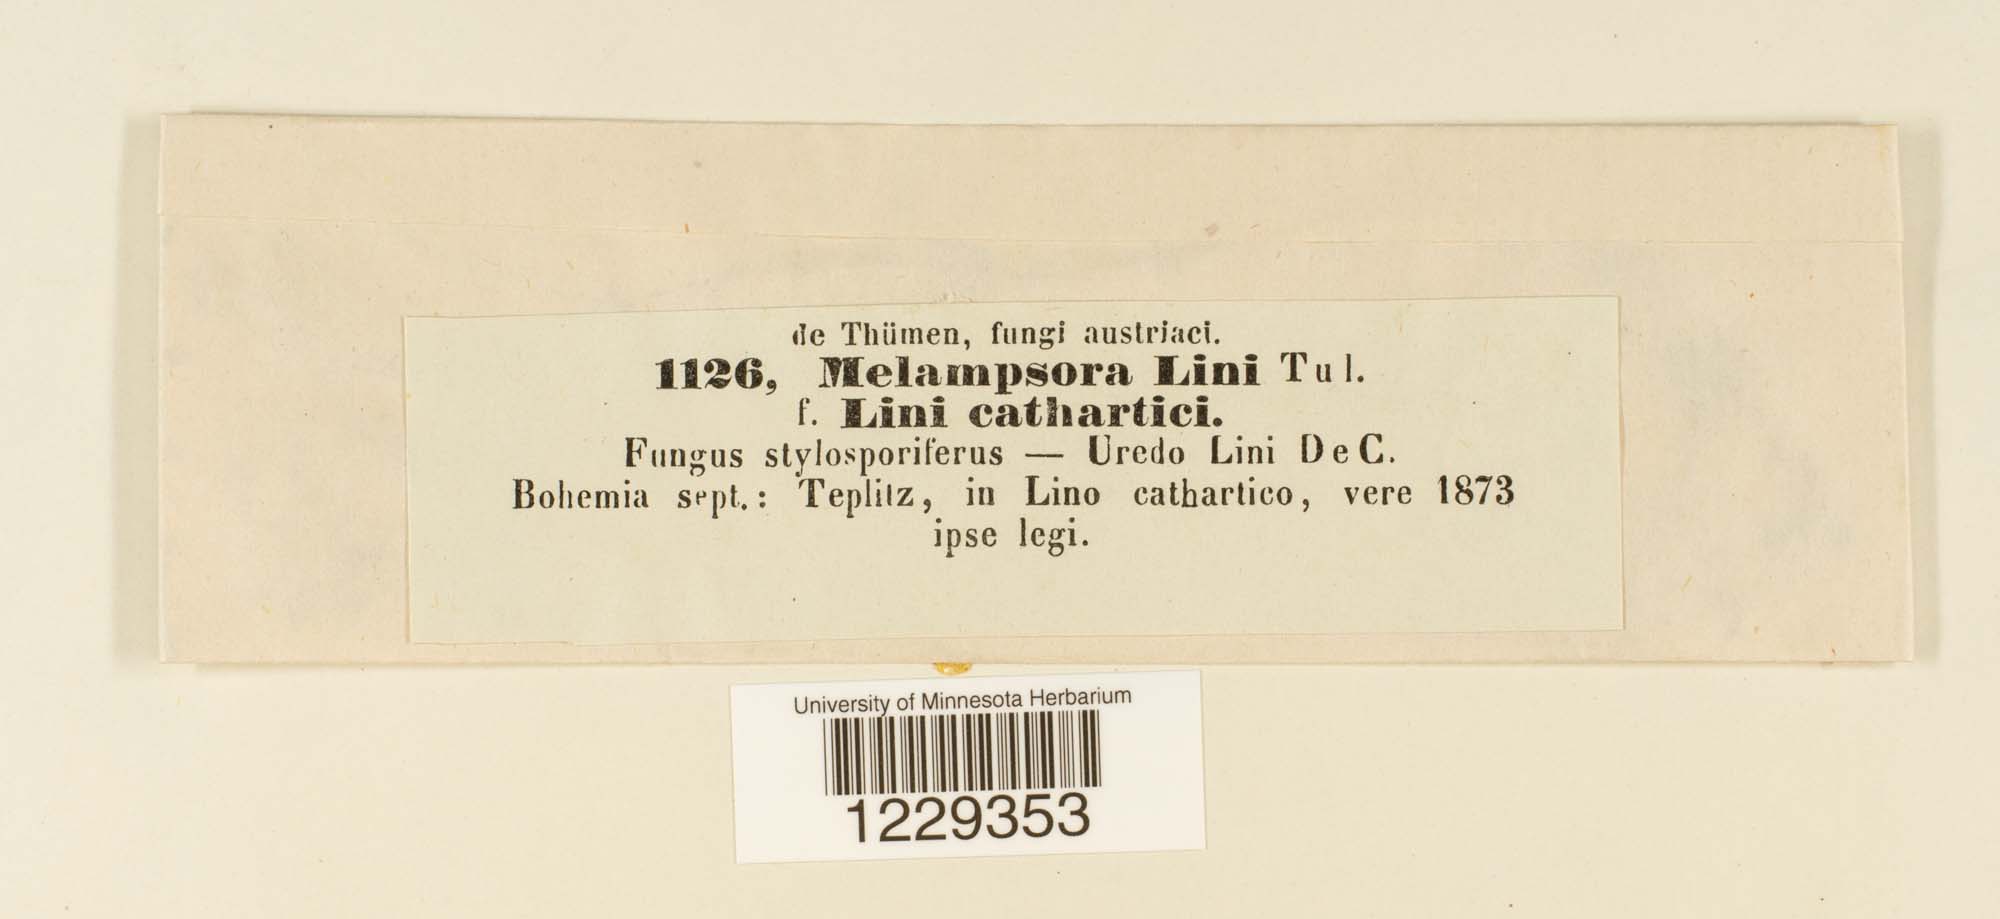 de Thümen, fungi austriaci.
1126, Melampsora Lini Tul.
f. Lini cathartici.
Fungus stylosporiferus — Uredo Lini DeC.
Bohemia sept.: Teplitz, in Lino cathartico, vere 1873
ipse legi.
University of Minnesota Herbarium
1229353